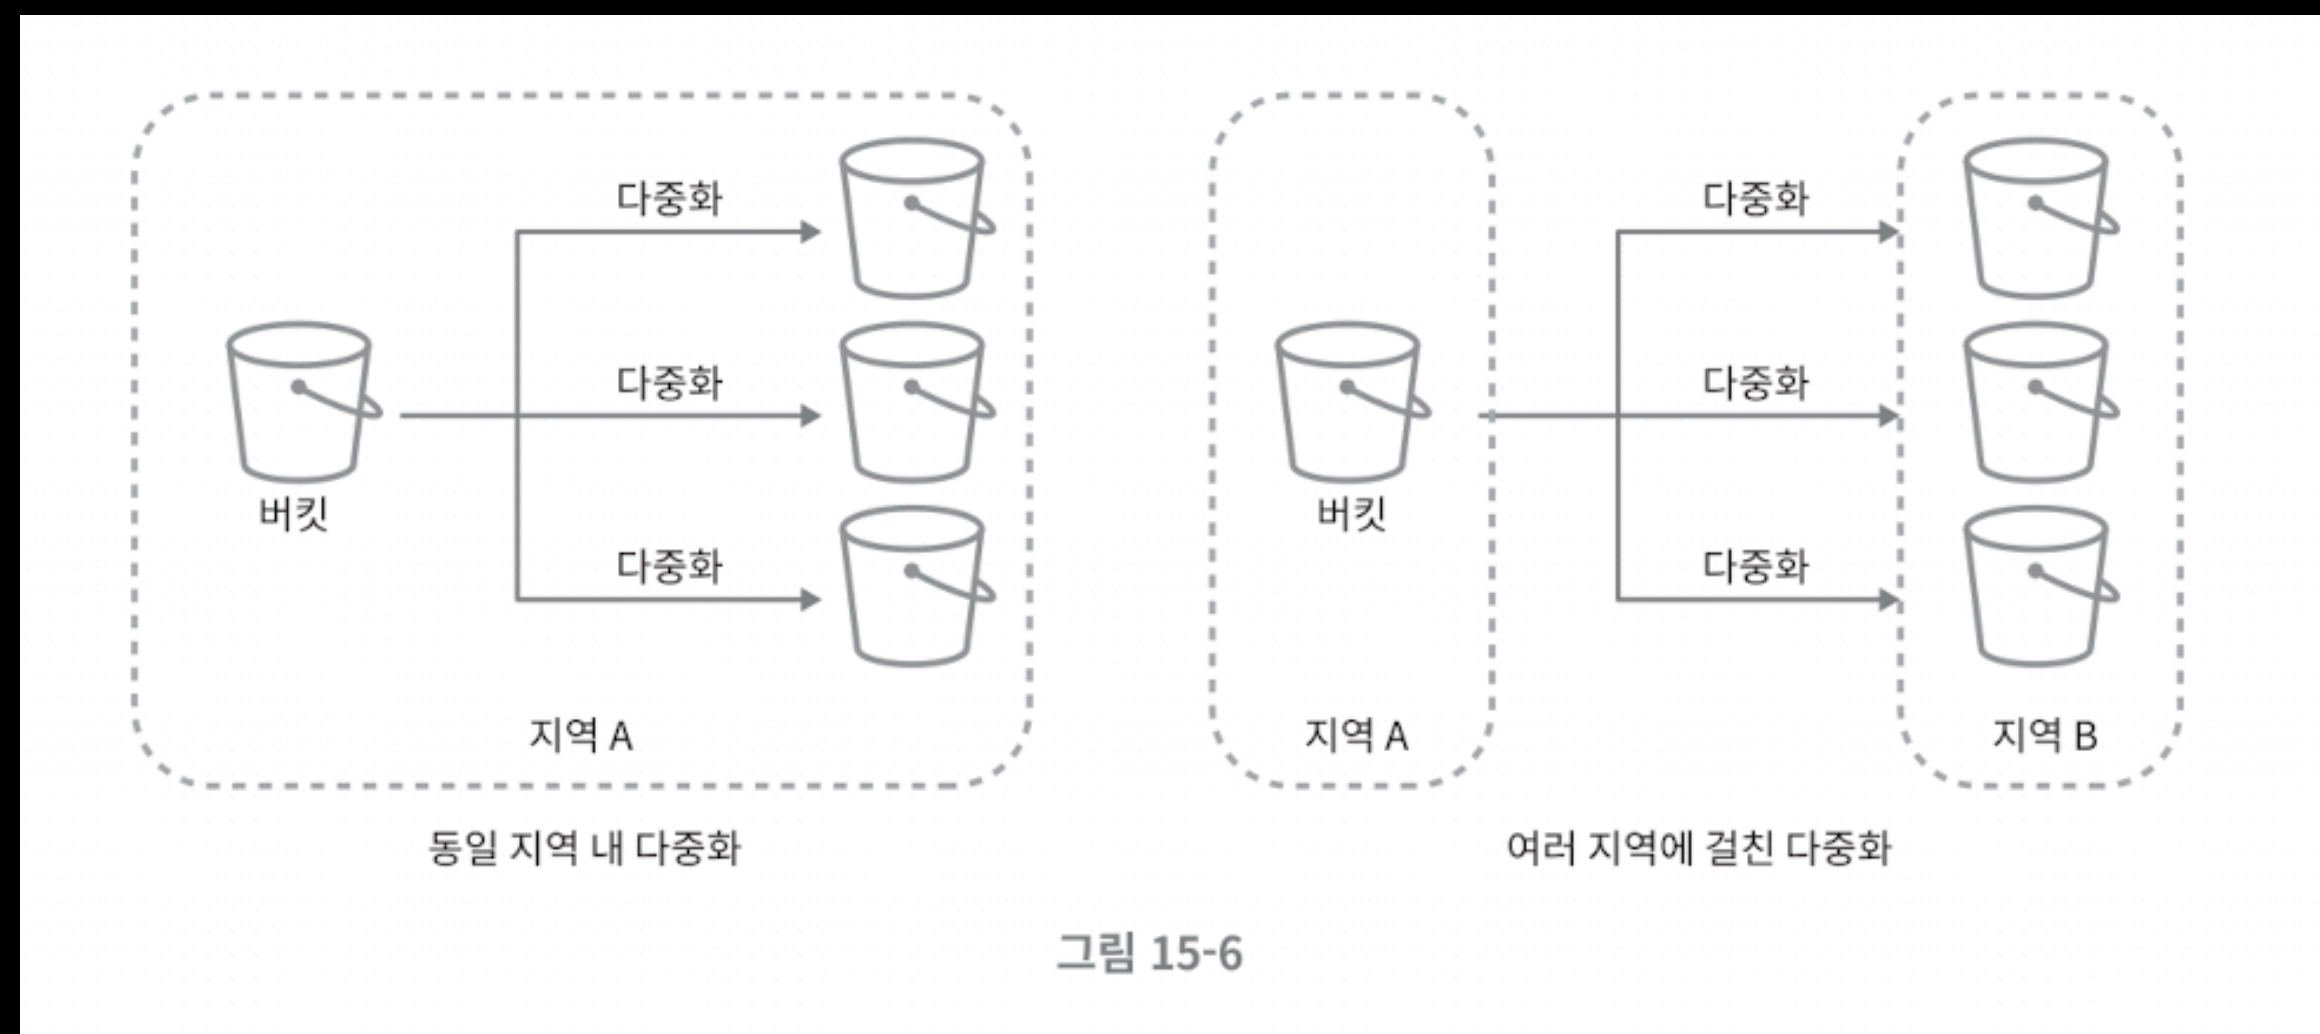 다중화
다중화
다중화
버킷
지역 A
동일 지역 내 다중화
다중화
다중화
다중화
버킷
지역 A
지역 B
여러 지역에 걸친 다중화
그림 15-6